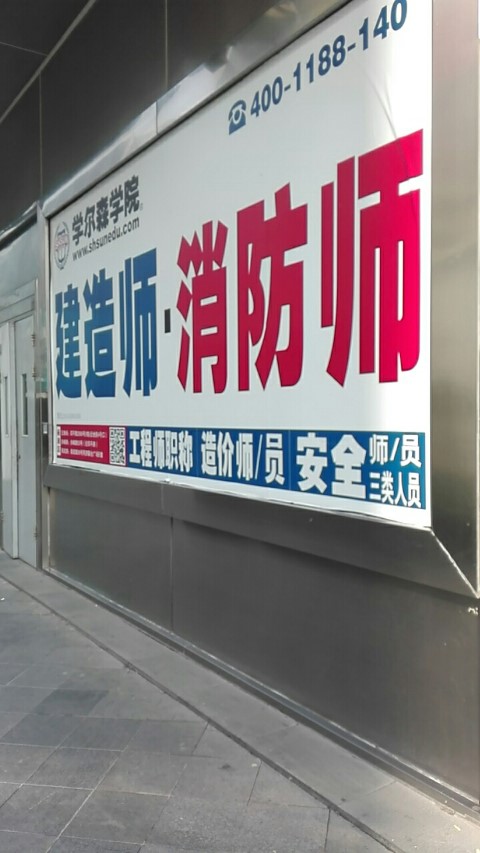 400-1188-140
学尔森学院
www.shsunedu.com
建造师·消防师
工程师职称 造价师/员 安全师/员
三类人员